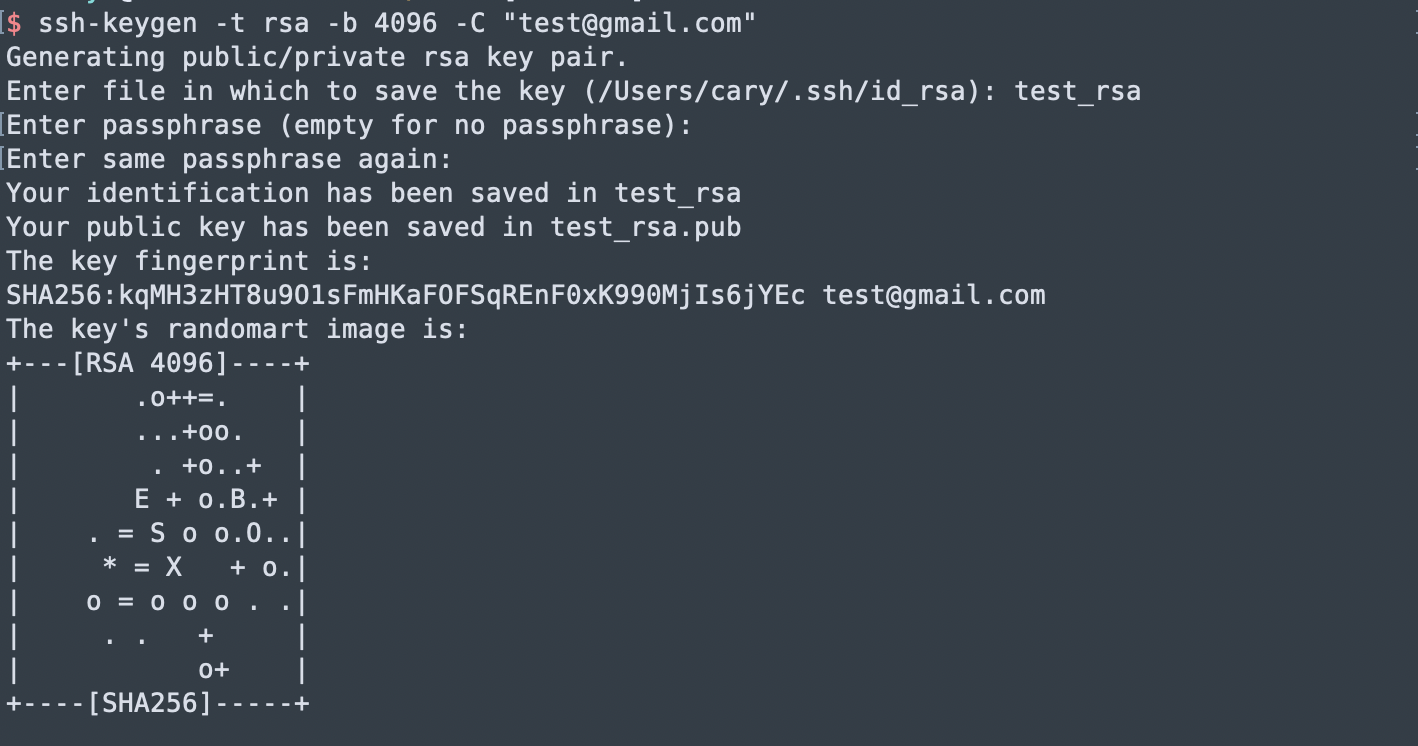 $ ssh-keygen -t rsa -b 4096 -C "test@gmail.com"
Generating public/private rsa key pair.
Enter file in which to save the key (/Users/cary/.ssh/id_rsa): test_rsa
Enter passphrase (empty for no passphrase):
Enter same passphrase again:
Your identification has been saved in test_rsa
Your public key has been saved in test_rsa.pub
The key fingerprint is:
SHA256:kqMH3zHT8u9O1sFmHKaFOFSqREnF0xK990MjIs6jYEc test@gmail.com
The key's randomart image is:
+---[RSA 4096]----+
|       .o++=.    |
|       ...+oo.   |
|        . +o..+  |
|       E + o.B.+ |
|    . = S o o.O..|
|     * = X   + o.|
|    o = o o o . .|
|     . .   +     |
|           o+    |
+----[SHA256]-----+